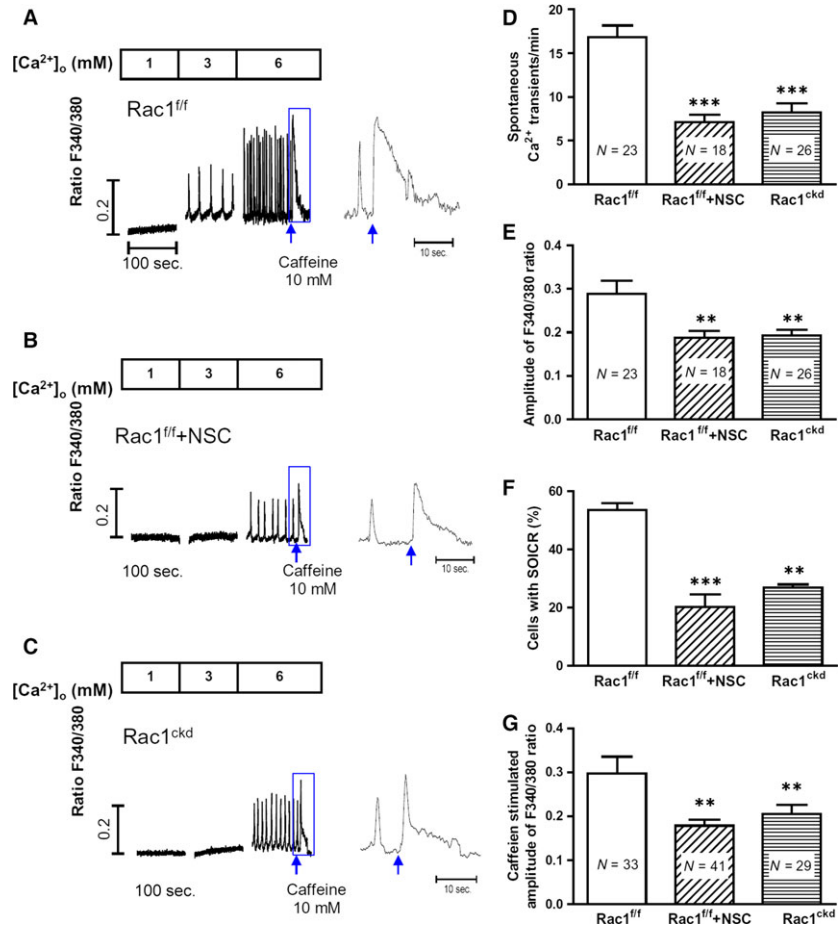 A
[Ca²⁺]ₒ (mM)
1 3 6
Rac1f/f
Ratio F340/380
0.2
100 sec.
Caffeine
10 mM
10 sec.
B
[Ca²⁺]ₒ (mM)
1 3 6
Rac1f/f+NSC
Ratio F340/380
0.2
100 sec.
Caffeine
10 mM
10 sec.
C
[Ca²⁺]ₒ (mM)
1 3 6
Rac1ckd
Ratio F340/380
0.2
100 sec.
Caffeine
10 mM
10 sec.
D
Spontaneous
Ca²⁺ transients/min
20
15
10
5
0
*** ***
N = 23 N = 18 N = 26
Rac1f/f Rac1f/f+NSC Rac1ckd
E
Amplitude of F340/380 ratio
0.4
0.3
0.2
0.1
0.0
** **
N = 23 N = 18 N = 26
Rac1f/f Rac1f/f+NSC Rac1ckd
F
Cells with SOICR (%)
60
40
20
0
*** **
Rac1f/f Rac1f/f+NSC Rac1ckd
G
Caffeien stimulated
amplitude of F340/380 ratio
0.4
0.3
0.2
0.1
0.0
** **
N = 33 N = 41 N = 29
Rac1f/f Rac1f/f+NSC Rac1ckd